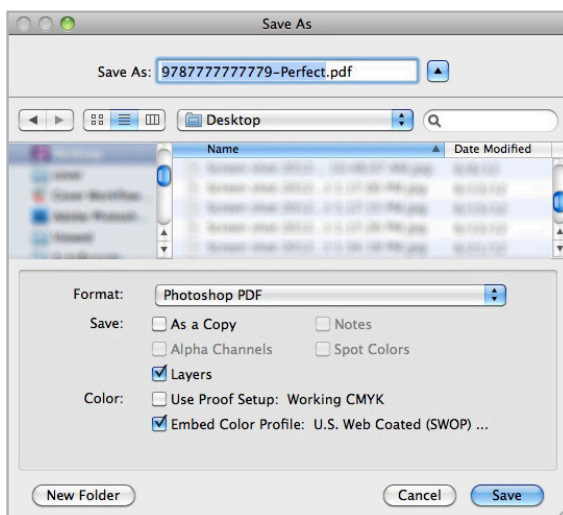 Save As
Save As: 9787777777779-Perfect.pdf
Desktop
Name Date Modified
Format: Photoshop PDF
Save: As a Copy Notes
Alpha Channels Spot Colors
Layers
Color: Use Proof Setup: Working CMYK
Embed Color Profile: U.S. Web Coated (SWOP) ...
New Folder Cancel Save